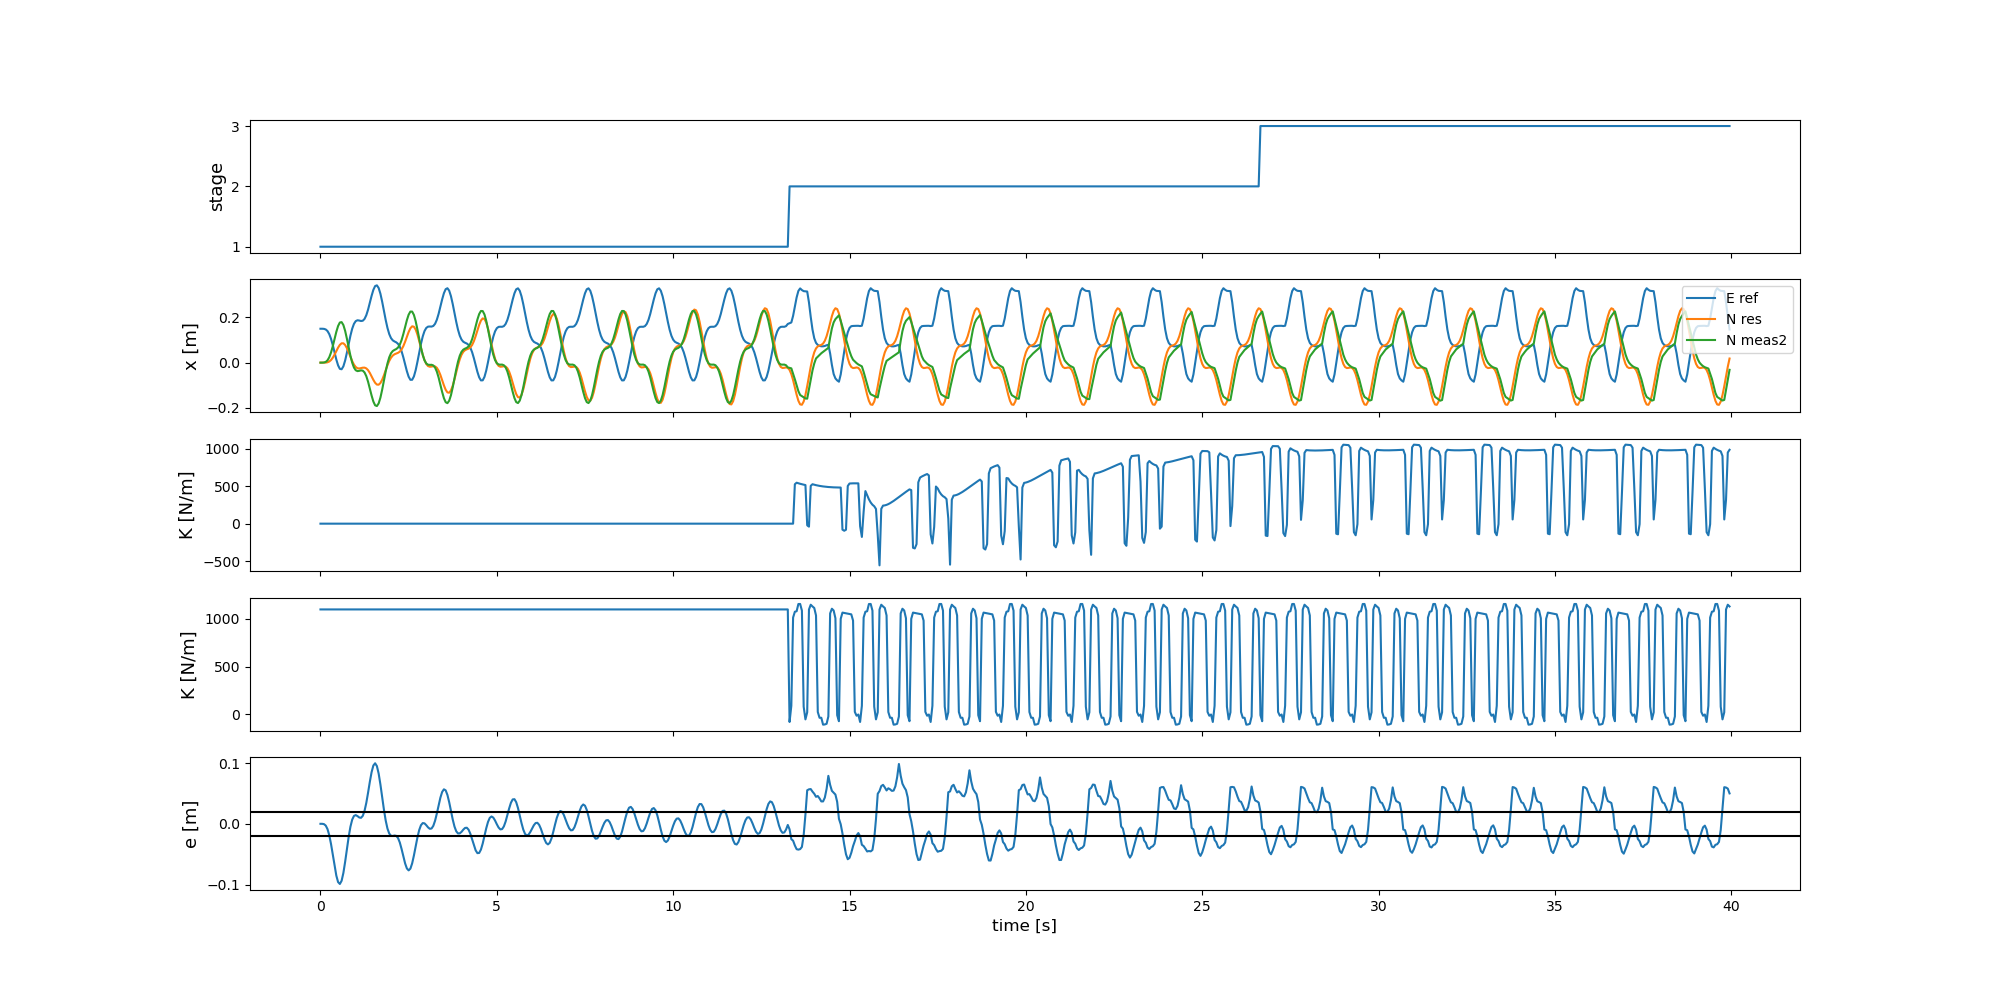 3
2
1
stage
0.2
0.0
−0.2
x [m]
E ref
N res
N meas2
1000
500
0
−500
K [N/m]
1000
500
0
K [N/m]
0.1
0.0
−0.1
e [m]
0 5 10 15 20 25 30 35 40
time [s]